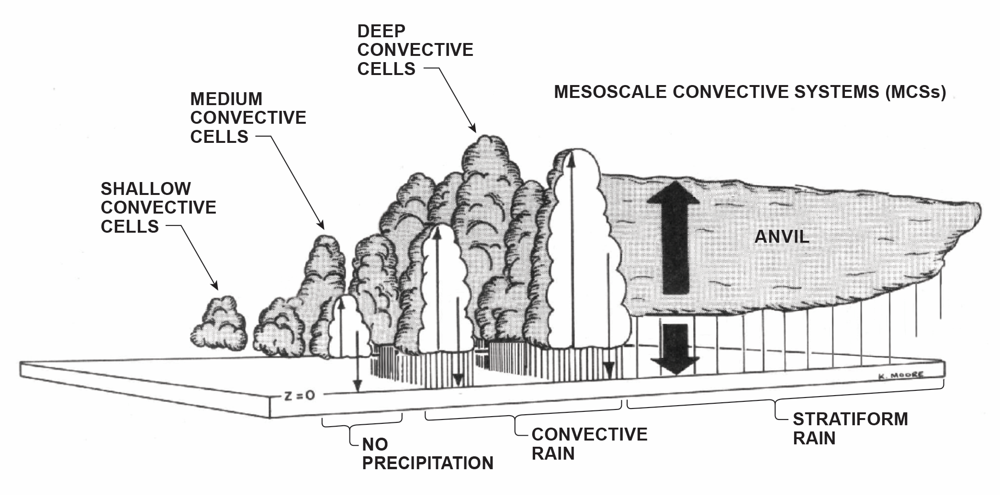 DEEP
CONVECTIVE
CELLS
MESOSCALE CONVECTIVE SYSTEMS (MCSs)
MEDIUM
CONVECTIVE
CELLS
SHALLOW
CONVECTIVE
CELLS
ANVIL
K. MOORE
Z=0
STRATIFORM
RAIN
CONVECTIVE
RAIN
NO
PRECIPITATION